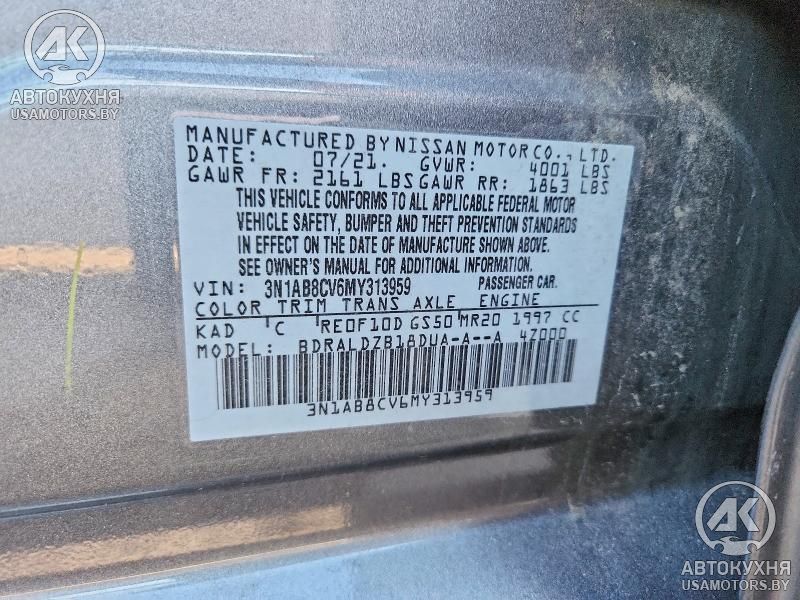 АК
АВТОКУХНЯ
USAMOTORS.BY
MANUFACTURED BY NISSAN MOTOR CO., LTD.
DATE: 07/21. GVWR: 4001 LBS
GAWR FR: 2161 LBS GAWR RR: 1863 LBS
THIS VEHICLE CONFORMS TO ALL APPLICABLE FEDERAL MOTOR
VEHICLE SAFETY, BUMPER AND THEFT PREVENTION STANDARDS
IN EFFECT ON THE DATE OF MANUFACTURE SHOWN ABOVE.
SEE OWNER'S MANUAL FOR ADDITIONAL INFORMATION.
VIN: 3N1AB8CV6MY313959 PASSENGER CAR.
COLOR TRIM TRANS AXLE ENGINE
KAD C RE0F10D GS50 MR20 1997 CC
MODEL: BDRALDZB18DUA-A--A 4Z000
3N1AB8CV6MY313959
АК
АВТОКУХНЯ
USAMOTORS.BY